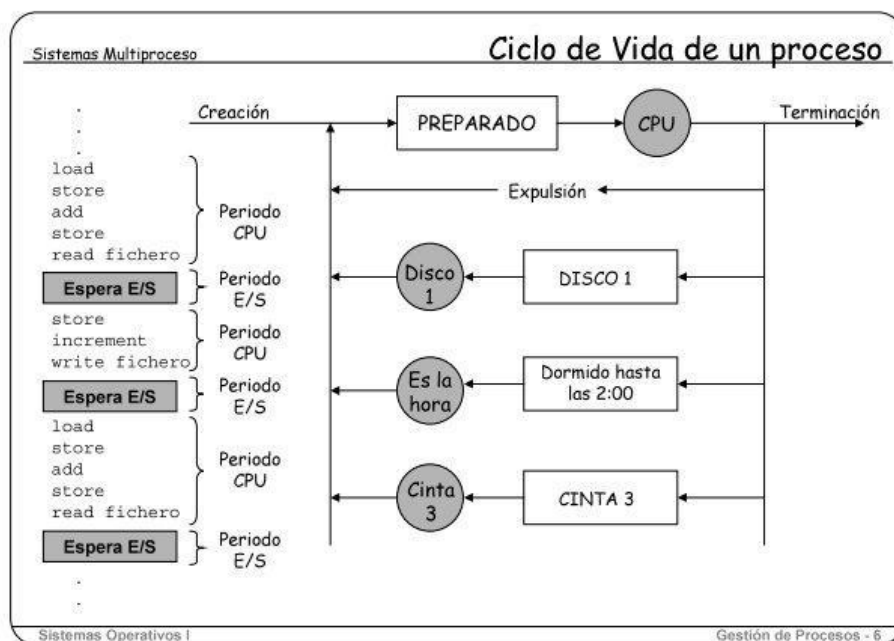 Sistemas Multiproceso
Ciclo de Vida de un proceso
.
.
.
load
store
add
store
read fichero
Periodo
CPU
Espera E/S
Periodo
E/S
store
increment
write fichero
Periodo
CPU
Espera E/S
Periodo
E/S
load
store
add
store
read fichero
Periodo
CPU
Espera E/S
Periodo
E/S
.
.
Creación
PREPARADO
CPU
Terminación
Expulsión
Disco
1
DISCO 1
Es la
hora
Dormido hasta
las 2:00
Cinta
3
CINTA 3
Sistemas Operativos I
Gestión de Procesos - 6